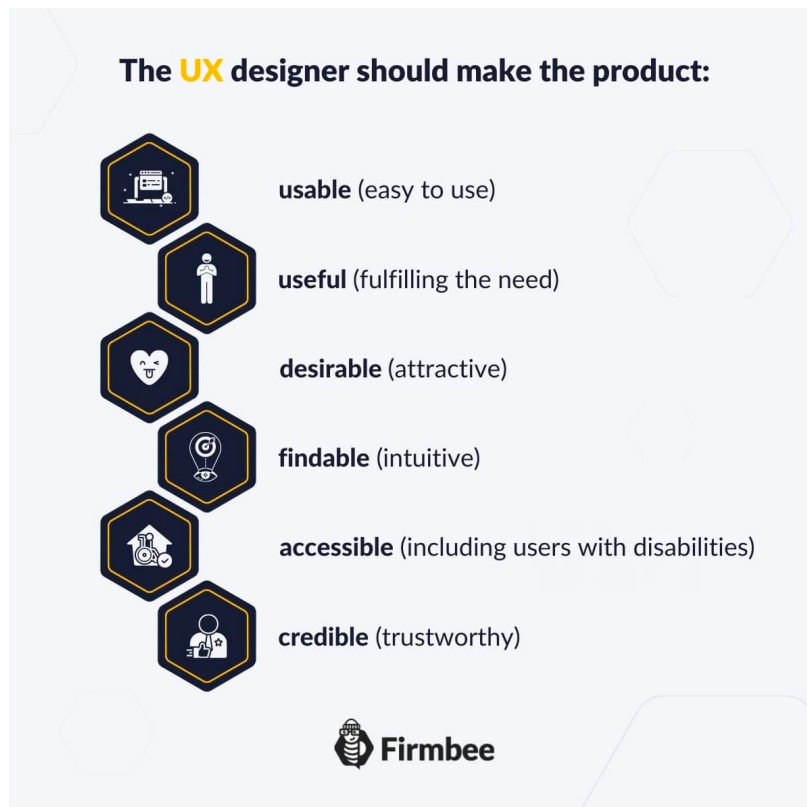 The UX designer should make the product:
usable (easy to use)
useful (fulfilling the need)
desirable (attractive)
findable (intuitive)
accessible (including users with disabilities)
credible (trustworthy)
Firmbee